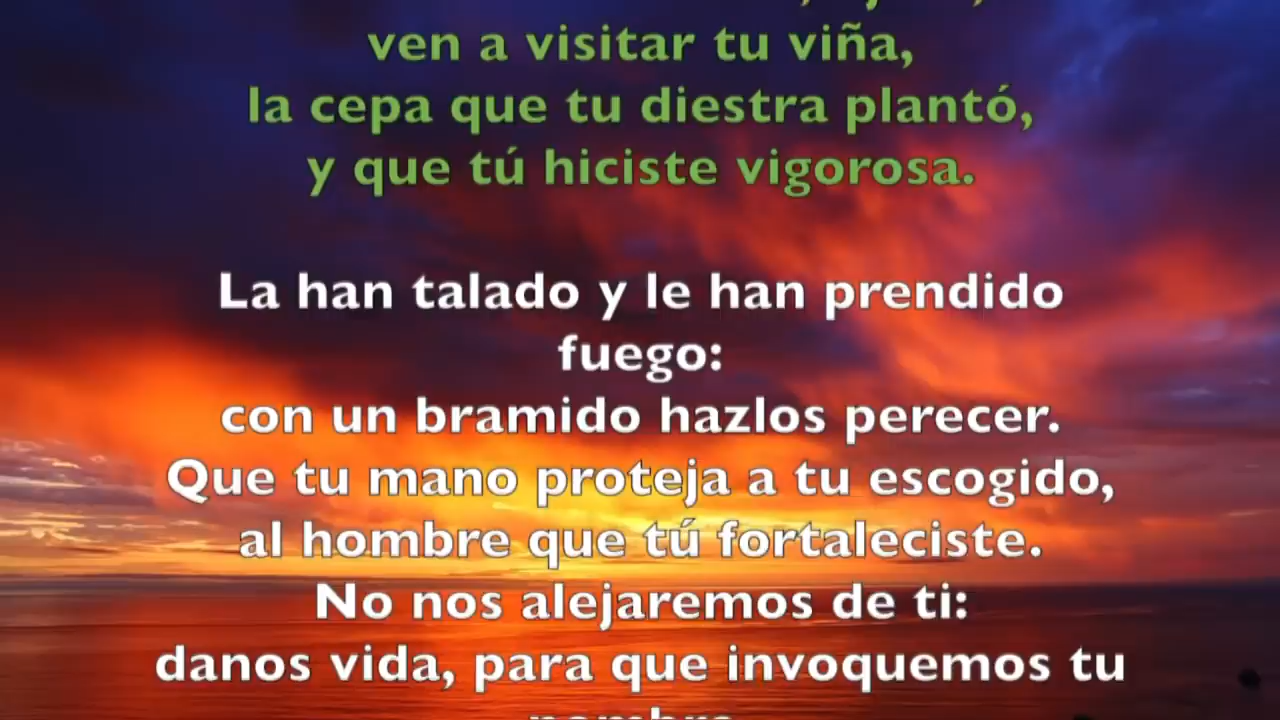 ven a visitar tu viña,
la cepa que tu diestra plantó,
y que tú hiciste vigorosa.
La han talado y le han prendido
fuego:
con un bramido hazlos perecer.
Que tu mano proteja a tu escogido,
al hombre que tú fortaleciste.
No nos alejaremos de ti:
danos vida, para que invoquemos tu